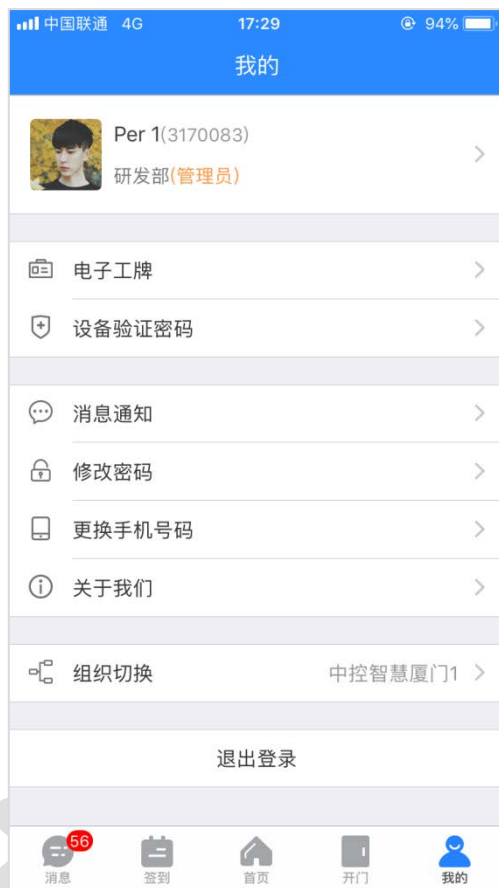 中国联通 4G 17:29 94%
我的
Per 1(3170083)
研发部(管理员)
电子工牌
设备验证密码
消息通知
修改密码
更换手机号码
关于我们
组织切换 中控智慧厦门1
退出登录
56
消息 签到 首页 开门 我的